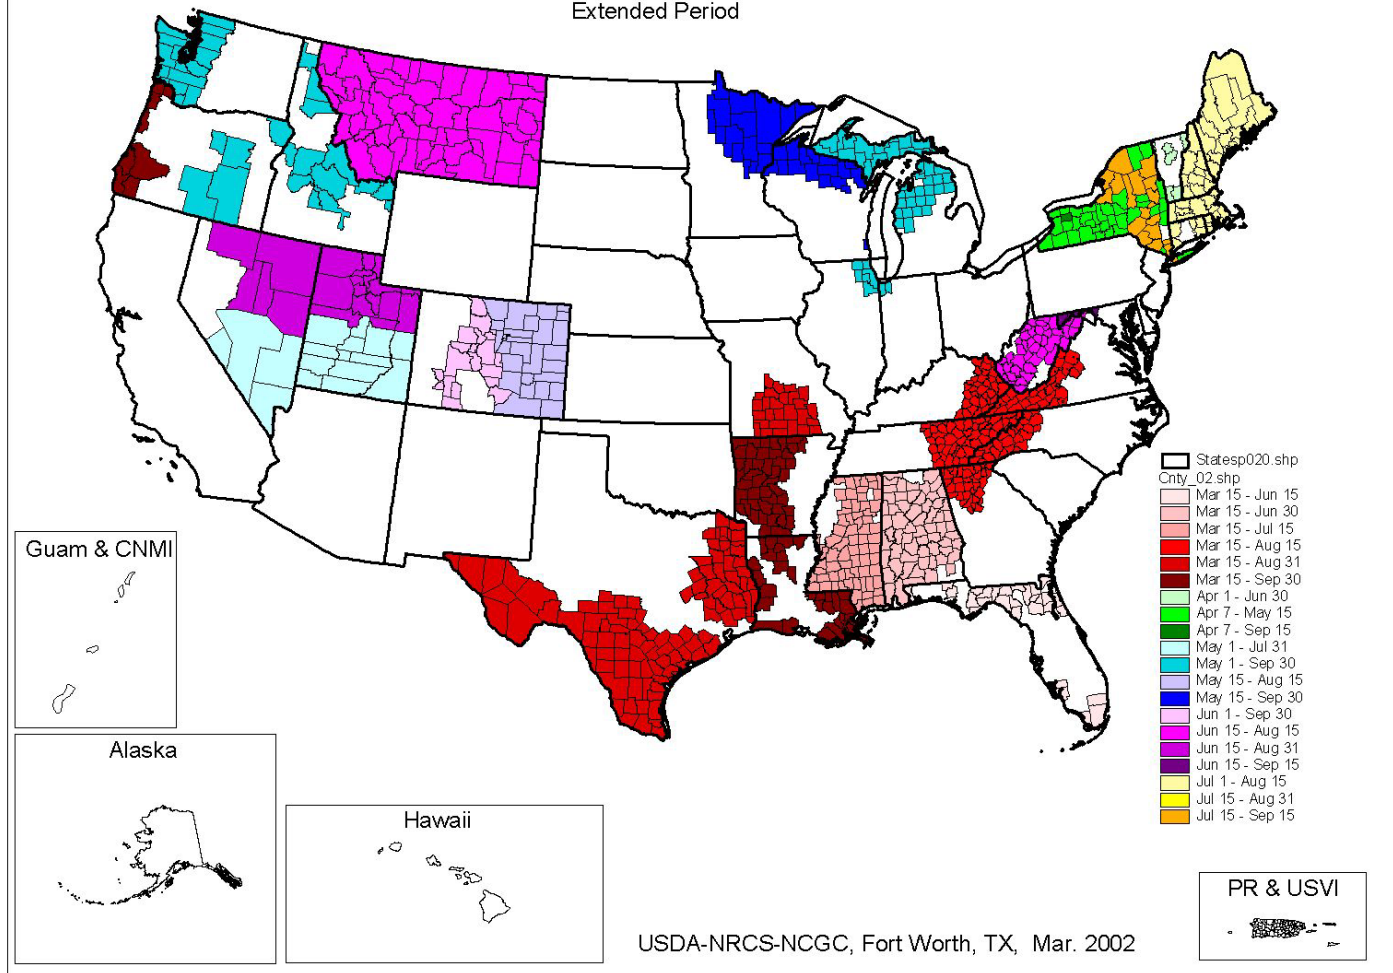 Extended Period
Statesp020.shp
Cnty_02.shp
Mar 15 - Jun 15
Mar 15 - Jun 30
Mar 15 - Jul 15
Mar 15 - Aug 15
Mar 15 - Aug 31
Mar 15 - Sep 30
Apr 1 - Jun 30
Apr 7 - May 15
Apr 7 - Sep 15
May 1 - Jul 31
May 1 - Sep 30
May 15 - Aug 15
May 15 - Sep 30
Jun 1 - Sep 30
Jun 15 - Aug 15
Jun 15 - Aug 31
Jun 15 - Sep 15
Jul 1 - Aug 15
Jul 15 - Aug 31
Jul 15 - Sep 15
Guam & CNMI
Alaska
Hawaii
PR & USVI
USDA-NRCS-NCGC, Fort Worth, TX, Mar. 2002